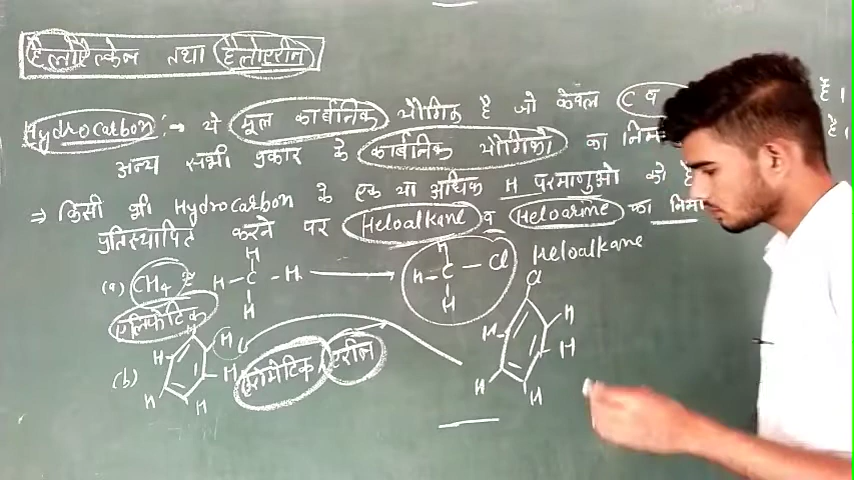 हैलोहैल्केन तथा हैलोएरीन
Hydrocarbon :→ ये मूल कार्बनिक यौगिक है जो केवल C व है।
अन्य सभी प्रकार के कार्बनिक यौगिको का है।
⇒ किसी भी Hydrocarbon के एक या अधिक H परमाणुओ को
प्रतिस्थापित करने पर Heloalkane व Heloarine का
(a) CH4 H H-C-H H → H H-C-Cl H Heloalkane
एलिफेटिक
(b) H H H H H H एरोमेटिक / एरीन Cl H H H H H